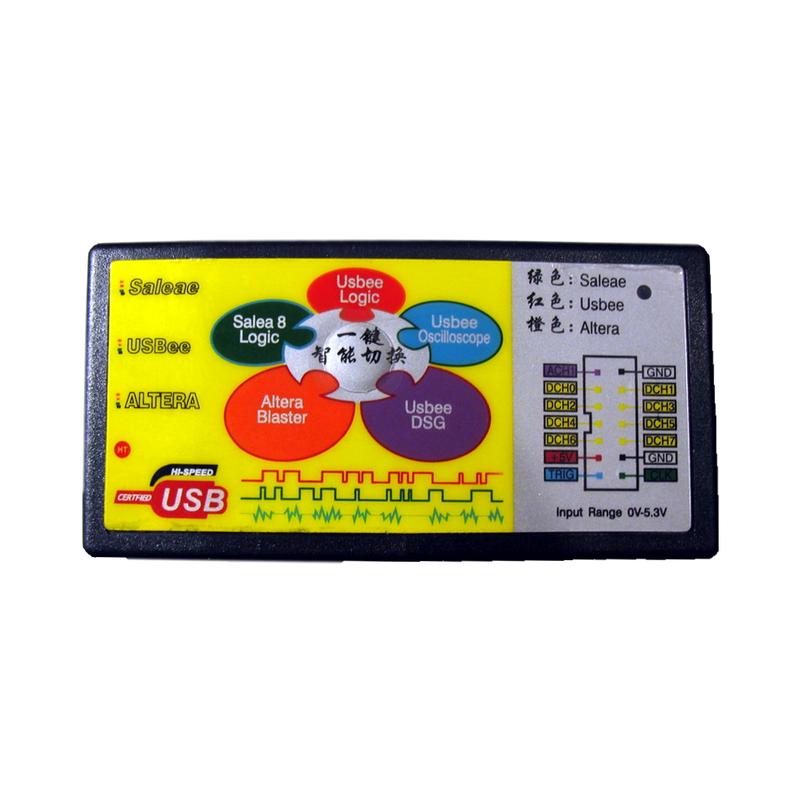 Saleae
USBee
ALTERA
HT
HI-SPEED
CERTIFIED USB
Usbee
Logic
Salea 8
Logic
Usbee
Oscilloscope
一键
智能切换
Altera
Blaster
Usbee
DSG
绿色：Saleae
红色：Usbee
橙色：Altera
ACH1 GND
DCH0 DCH1
DCH2 DCH3
DCH4 DCH5
DCH6 DCH7
+5V GND
TRIG CLK
Input Range 0V-5.3V